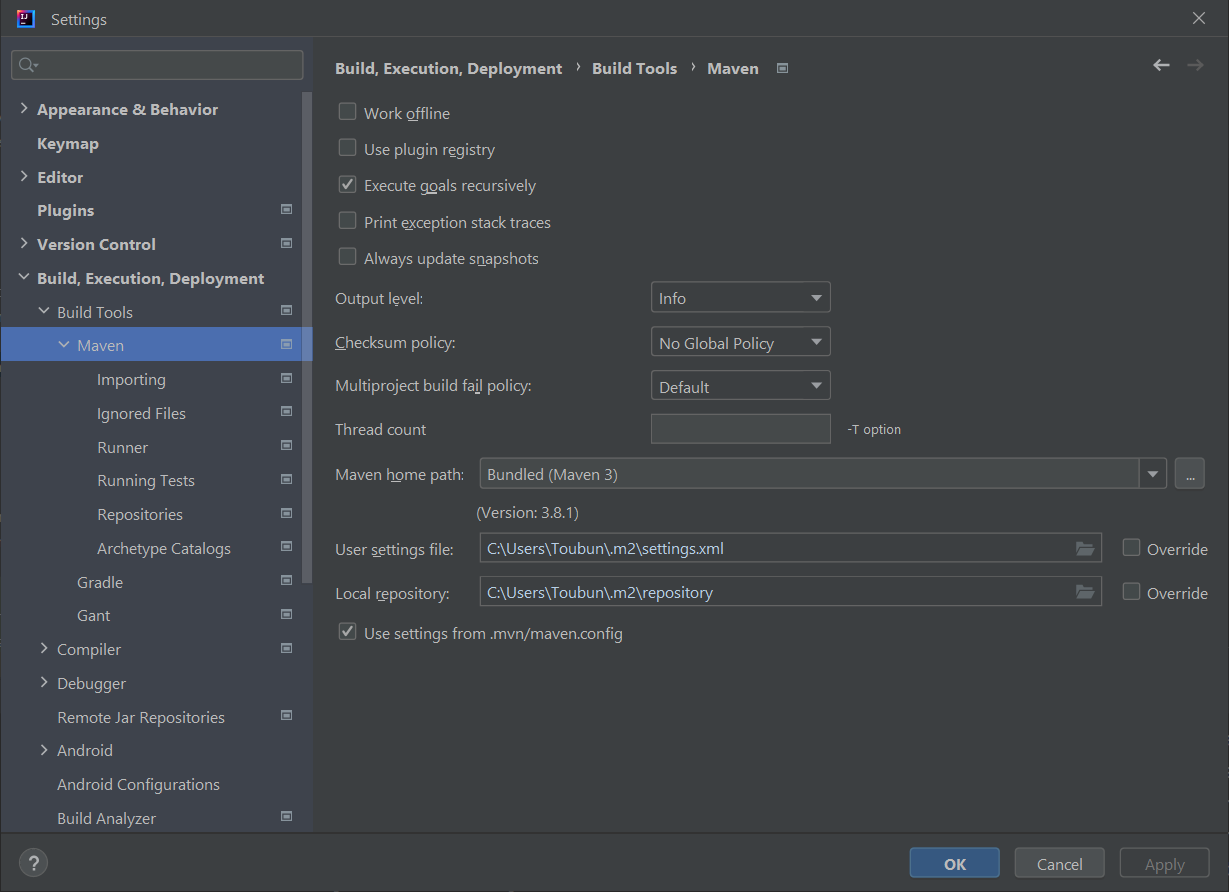 Settings
Appearance & Behavior
Keymap
Editor
Plugins
Version Control
Build, Execution, Deployment
Build Tools
Maven
Importing
Ignored Files
Runner
Running Tests
Repositories
Archetype Catalogs
Gradle
Gant
Compiler
Debugger
Remote Jar Repositories
Android
Android Configurations
Build Analyzer
Build, Execution, Deployment › Build Tools › Maven
Work offline
Use plugin registry
Execute goals recursively
Print exception stack traces
Always update snapshots
Output level: Info
Checksum policy: No Global Policy
Multiproject build fail policy: Default
Thread count -T option
Maven home path: Bundled (Maven 3) ...
(Version: 3.8.1)
User settings file: C:\Users\Toubun\.m2\settings.xml Override
Local repository: C:\Users\Toubun\.m2\repository Override
Use settings from .mvn/maven.config
? OK Cancel Apply